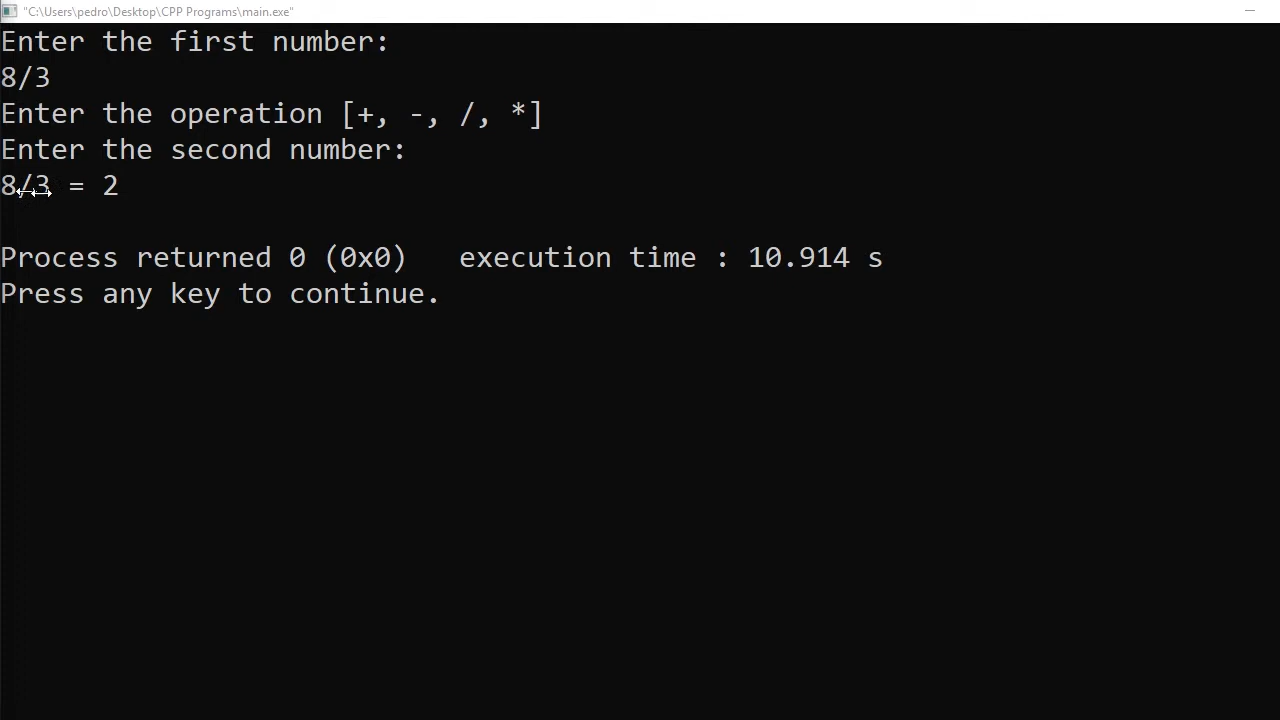 "C:\Users\pedro\Desktop\CPP Programs\main.exe"
Enter the first number:
8/3
Enter the operation [+, -, /, *]
Enter the second number:
8/3 = 2
Process returned 0 (0x0)   execution time : 10.914 s
Press any key to continue.